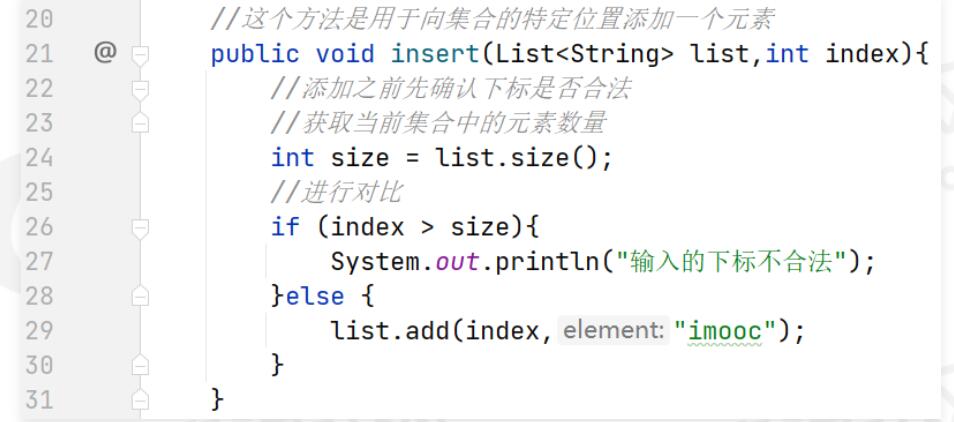 20 //这个方法是用于向集合的特定位置添加一个元素
21 @ public void insert(List<String> list,int index){
22 //添加之前先确认下标是否合法
23 //获取当前集合中的元素数量
24 int size = list.size();
25 //进行对比
26 if (index > size){
27 System.out.println("输入的下标不合法");
28 }else {
29 list.add(index, element: "imooc");
30 }
31 }